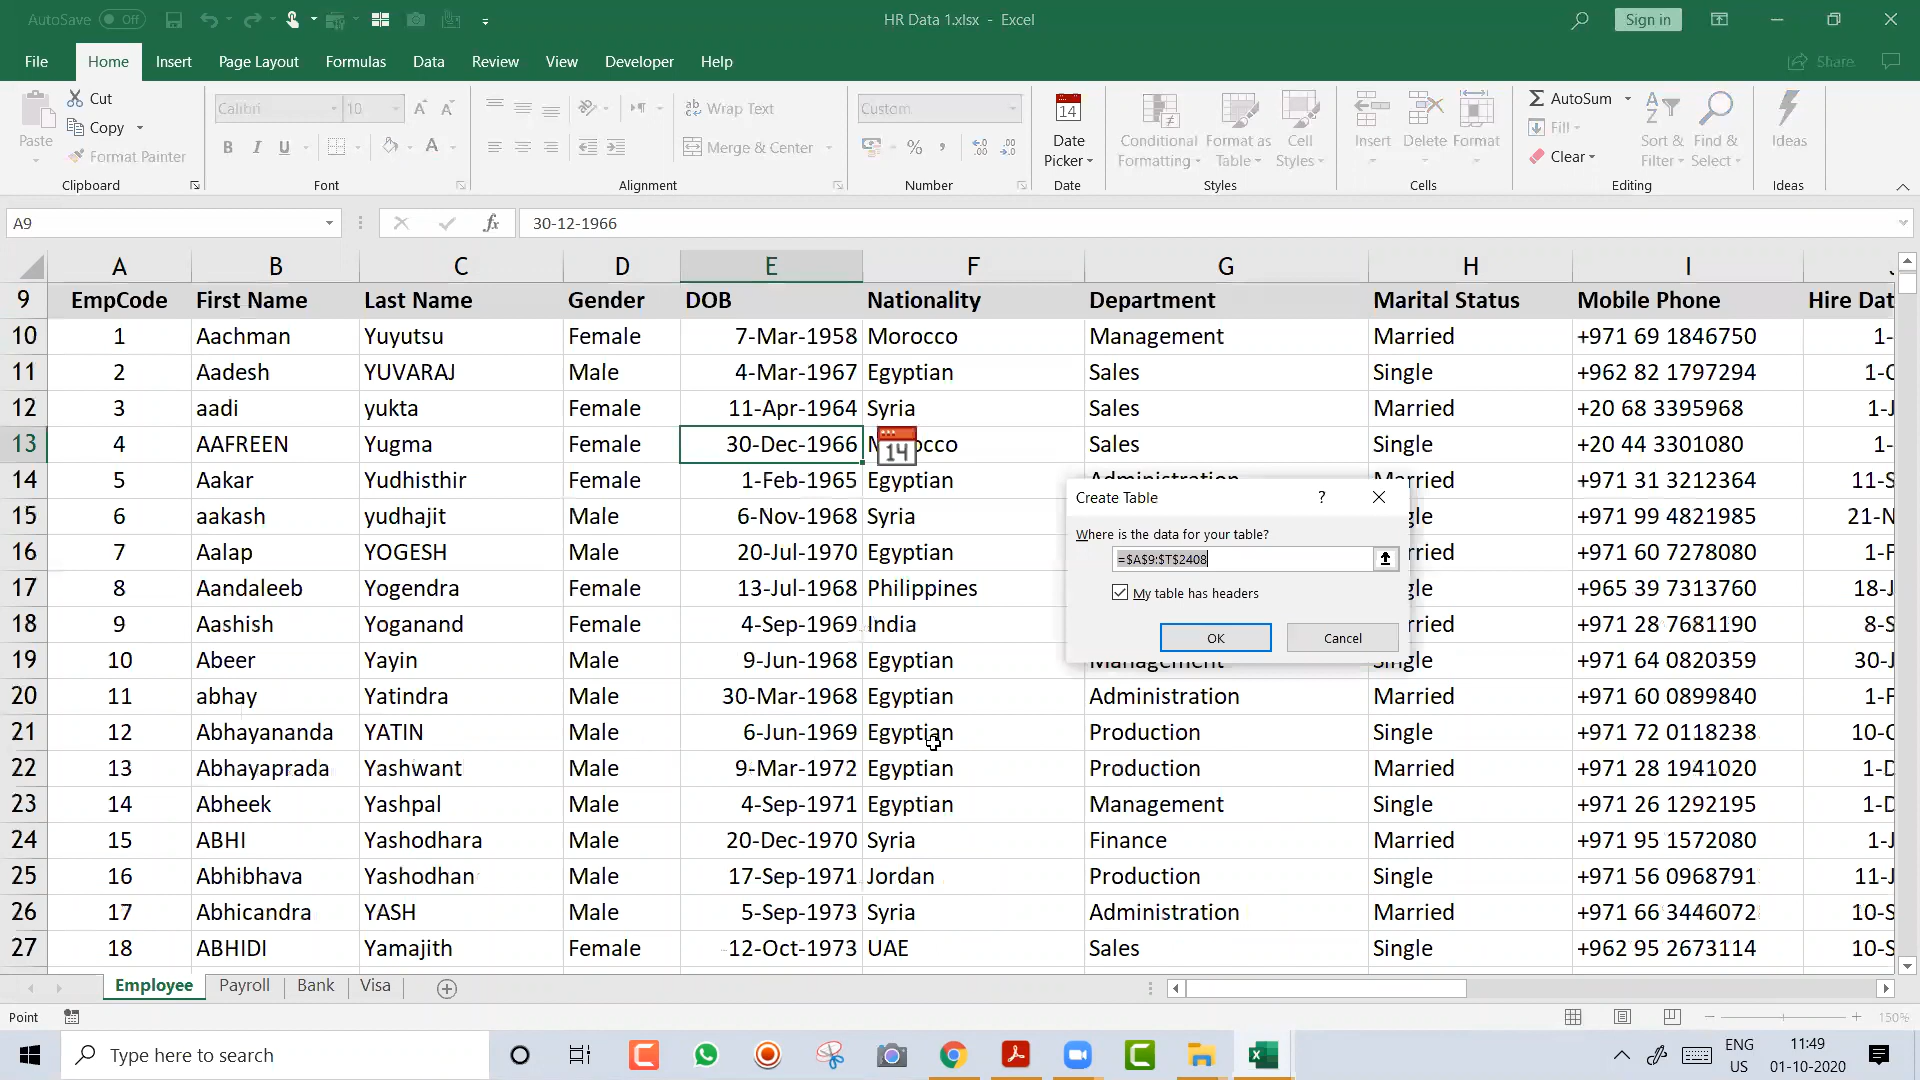 AutoSave Off
HR Data 1.xlsx - Excel
Sign in
File Home Insert Page Layout Formulas Data Review View Developer Help
Share
Paste
Cut
Copy
Format Painter
Clipboard
Calibri 10
B I U
Font
Wrap Text
Merge & Center
Alignment
Custom
Number
14
Date Picker
Date
Conditional Formatting
Format as Table
Cell Styles
Styles
Insert Delete Format
Cells
AutoSum
Fill
Clear
Sort & Filter
Find & Select
Editing
Ideas
Ideas
A9 fx 30-12-1966
A B C D E F G H I J
9 EmpCode First Name Last Name Gender DOB Nationality Department Marital Status Mobile Phone Hire Dat
10 1 Aachman Yuyutsu Female 7-Mar-1958 Morocco Management Married +971 69 1846750 1-
11 2 Aadesh YUVARAJ Male 4-Mar-1967 Egyptian Sales Single +962 82 1797294 1-O
12 3 aadi yukta Female 11-Apr-1964 Syria Sales Married +20 68 3395968 1-J
13 4 AAFREEN Yugma Female 30-Dec-1966 14 occo Sales Single +20 44 3301080 1-
14 5 Aakar Yudhisthir Female 1-Feb-1965 Egyptian Administration rried +971 31 3212364 11-S
15 6 aakash yudhajit Male 6-Nov-1968 Syria gle +971 99 4821985 21-N
16 7 Aalap YOGESH Male 20-Jul-1970 Egyptian rried +971 60 7278080 1-F
17 8 Aandaleeb Yogendra Female 13-Jul-1968 Philippines gle +965 39 7313760 18-J
18 9 Aashish Yoganand Female 4-Sep-1969 India rried +971 28 7681190 8-S
19 10 Abeer Yayin Male 9-Jun-1968 Egyptian Management gle +971 64 0820359 30-J
20 11 abhay Yatindra Male 30-Mar-1968 Egyptian Administration Married +971 60 0899840 1-F
21 12 Abhayananda YATIN Male 6-Jun-1969 Egyptian Production Single +971 72 0118238 10-O
22 13 Abhayaprada Yashwant Male 9-Mar-1972 Egyptian Production Married +971 28 1941020 1-D
23 14 Abheek Yashpal Male 4-Sep-1971 Egyptian Management Single +971 26 1292195 1-D
24 15 ABHI Yashodhara Male 20-Dec-1970 Syria Finance Married +971 95 1572080 1-J
25 16 Abhibhava Yashodhan Male 17-Sep-1971 Jordan Production Single +971 56 0968791 11-J
26 17 Abhicandra YASH Male 5-Sep-1973 Syria Administration Married +971 66 3446072 10-S
27 18 ABHIDI Yamajith Female 12-Oct-1973 UAE Sales Single +962 95 2673114 10-S
Create Table ?
Where is the data for your table?
=$A$9:$T$2408
My table has headers
OK Cancel
Employee Payroll Bank Visa
Point 150%
Type here to search
ENG
US
11:49
01-10-2020